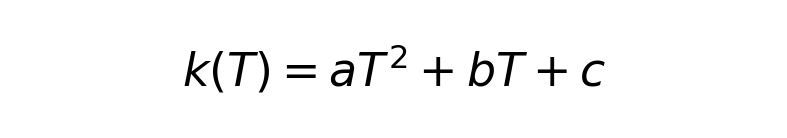 k(T) = aT² + bT + c